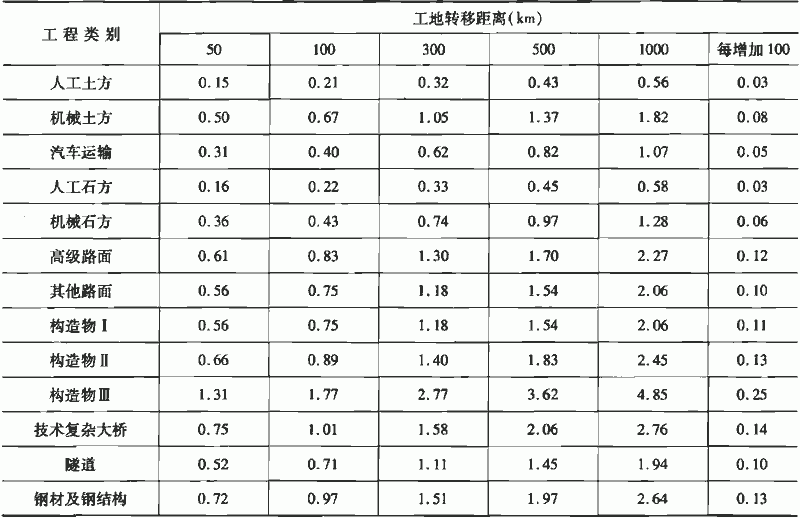 工程类别 工地转移距离(km)
50 100 300 500 1000 每增加100
人工土方 0.15 0.21 0.32 0.43 0.56 0.03
机械土方 0.50 0.67 1.05 1.37 1.82 0.08
汽车运输 0.31 0.40 0.62 0.82 1.07 0.05
人工石方 0.16 0.22 0.33 0.45 0.58 0.03
机械石方 0.36 0.43 0.74 0.97 1.28 0.06
高级路面 0.61 0.83 1.30 1.70 2.27 0.12
其他路面 0.56 0.75 1.18 1.54 2.06 0.10
构造物Ⅰ 0.56 0.75 1.18 1.54 2.06 0.11
构造物Ⅱ 0.66 0.89 1.40 1.83 2.45 0.13
构造物Ⅲ 1.31 1.77 2.77 3.62 4.85 0.25
技术复杂大桥 0.75 1.01 1.58 2.06 2.76 0.14
隧道 0.52 0.71 1.11 1.45 1.94 0.10
钢材及钢结构 0.72 0.97 1.51 1.97 2.64 0.13